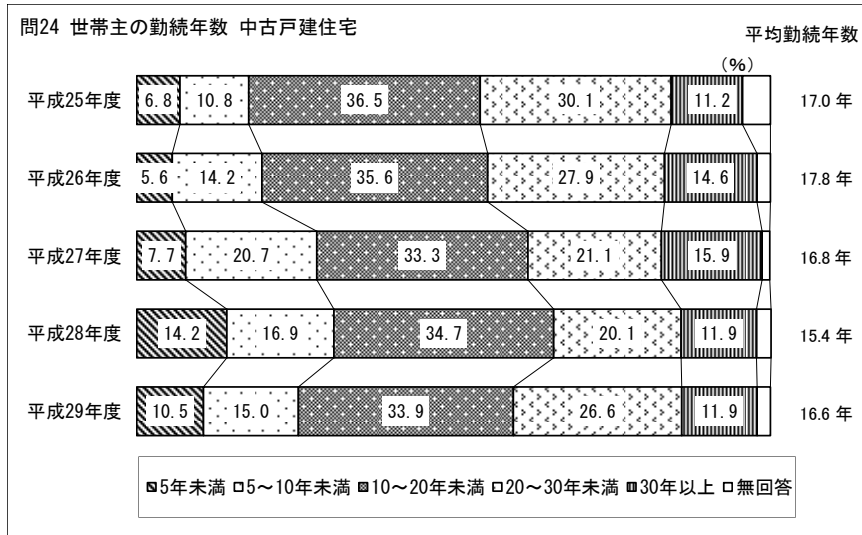 問24 世帯主の勤続年数 中古戸建住宅
平均勤続年数
（%）
平成25年度 6.8 10.8 36.5 30.1 11.2 17.0 年
平成26年度 5.6 14.2 35.6 27.9 14.6 17.8 年
平成27年度 7.7 20.7 33.3 21.1 15.9 16.8 年
平成28年度 14.2 16.9 34.7 20.1 11.9 15.4 年
平成29年度 10.5 15.0 33.9 26.6 11.9 16.6 年
5年未満 5～10年未満 10～20年未満 20～30年未満 30年以上 無回答